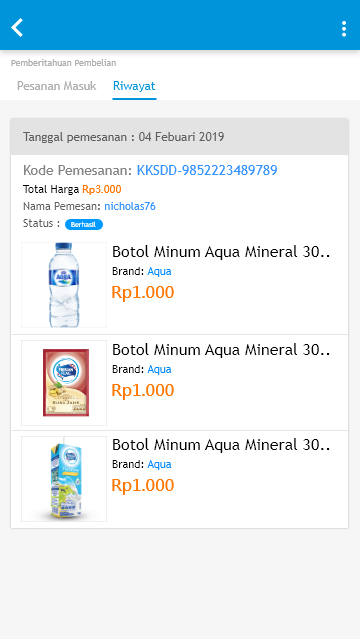 Pemberitahuan Pembelian
Pesanan Masuk Riwayat
Tanggal pemesanan : 04 Febuari 2019
Kode Pemesanan: KKSDD-9852223489789
Total Harga Rp3.000
Nama Pemesan: nicholas76
Status : Berhasil
AQUA
Botol Minum Aqua Mineral 30..
Brand: Aqua
Rp1.000
Botol Minum Aqua Mineral 30..
Brand: Aqua
Rp1.000
Botol Minum Aqua Mineral 30..
Brand: Aqua
Rp1.000